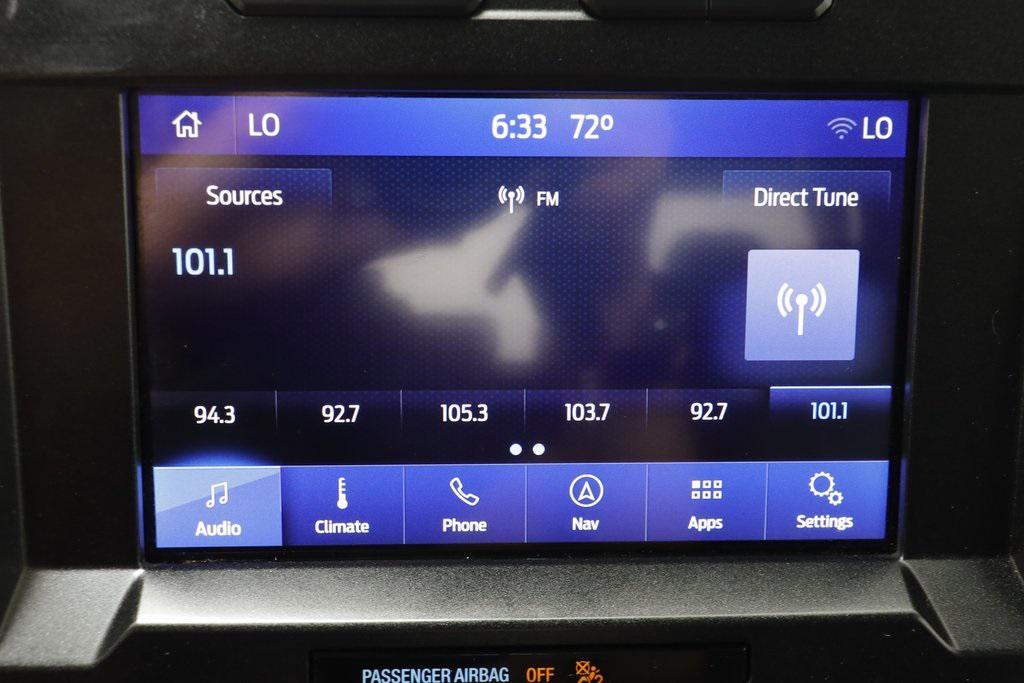 LO 6:33 72° LO
Sources FM Direct Tune
101.1
94.3 92.7 105.3 103.7 92.7 101.1
Audio Climate Phone Nav Apps Settings
PASSENGER AIRBAG OFF